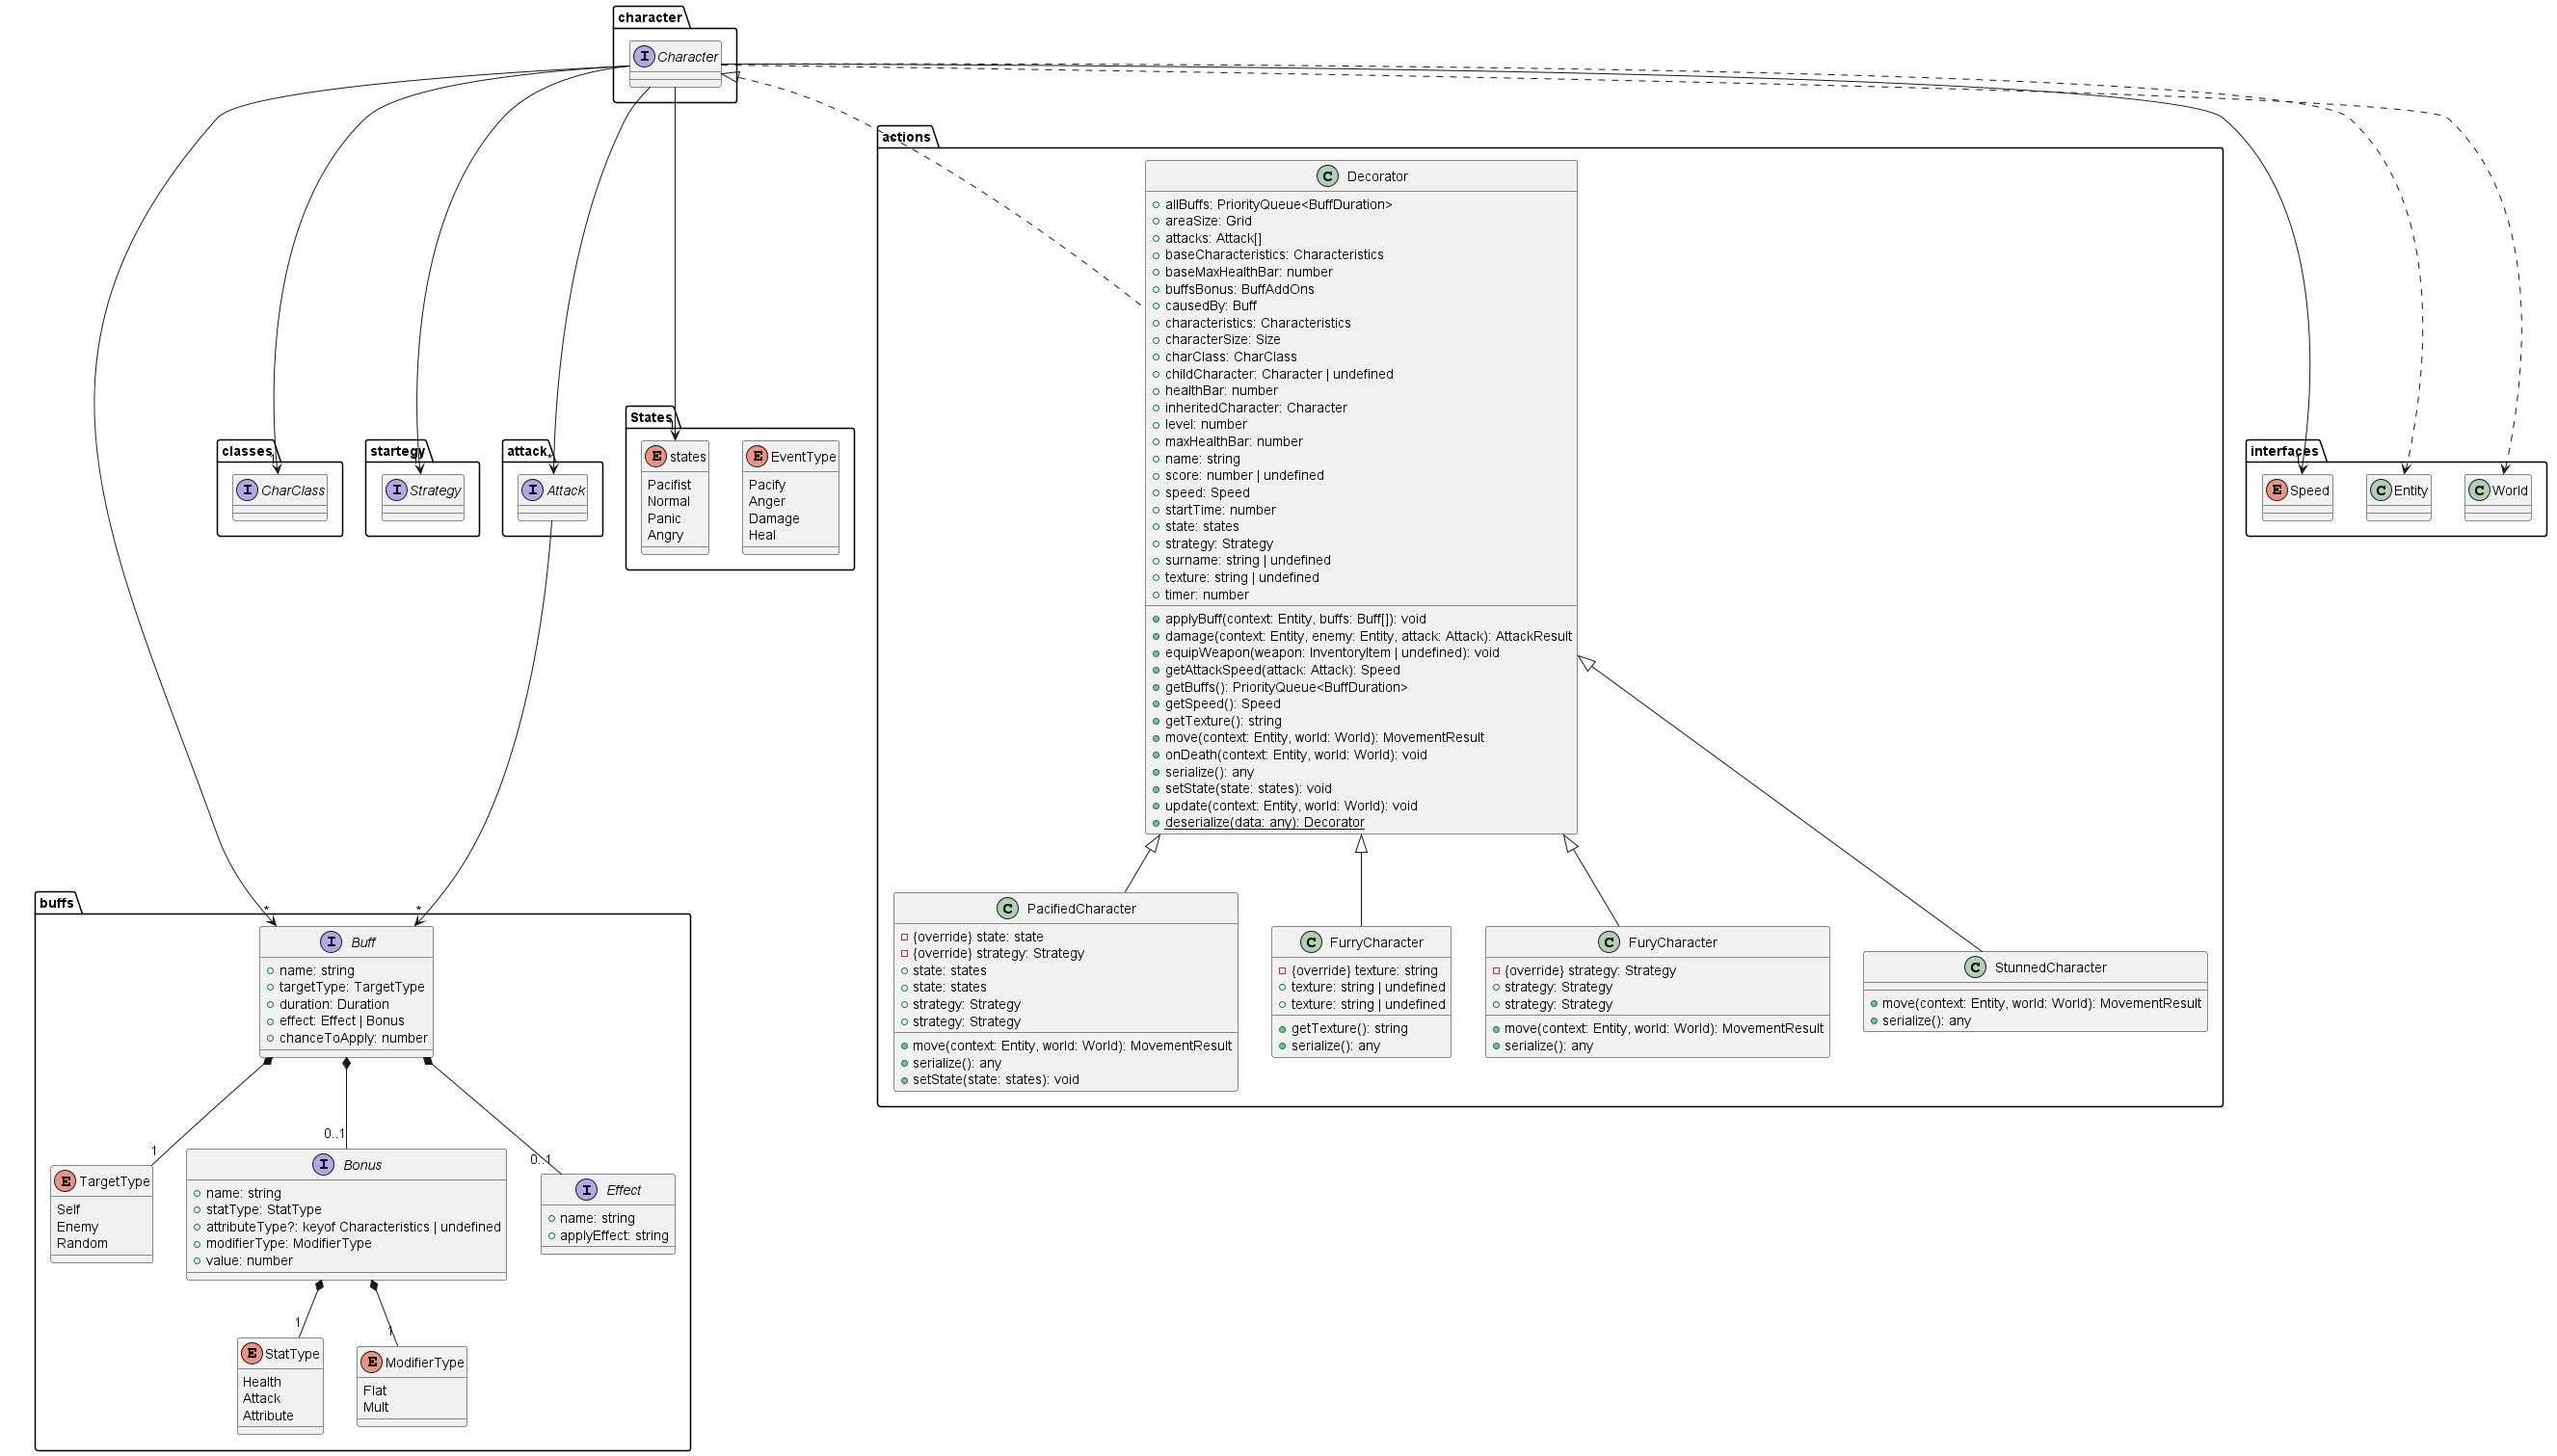 character
I Character
actions
C Decorator
allBuffs: PriorityQueue<BuffDuration>
areaSize: Grid
attacks: Attack[]
baseCharacteristics: Characteristics
baseMaxHealthBar: number
buffsBonus: BuffAddOns
causedBy: Buff
characteristics: Characteristics
characterSize: Size
charClass: CharClass
childCharacter: Character | undefined
healthBar: number
inheritedCharacter: Character
level: number
maxHealthBar: number
name: string
score: number | undefined
speed: Speed
startTime: number
state: states
strategy: Strategy
surname: string | undefined
texture: string | undefined
timer: number
applyBuff(context: Entity, buffs: Buff[]): void
damage(context: Entity, enemy: Entity, attack: Attack): AttackResult
equipWeapon(weapon: InventoryItem | undefined): void
getAttackSpeed(attack: Attack): Speed
getBuffs(): PriorityQueue<BuffDuration>
getSpeed(): Speed
getTexture(): string
move(context: Entity, world: World): MovementResult
onDeath(context: Entity, world: World): void
serialize(): any
setState(state: states): void
update(context: Entity, world: World): void
deserialize(data: any): Decorator
classes
1
I CharClass
startegy
1
I Strategy
attack
*
I Attack
States
1
E states
Pacifist
Normal
Panic
Angry
E EventType
Pacify
Anger
Damage
Heal
interfaces
1
E Speed
C Entity
C World
C PacifiedCharacter
{override} state: state
{override} strategy: Strategy
state: states
state: states
strategy: Strategy
strategy: Strategy
move(context: Entity, world: World): MovementResult
serialize(): any
setState(state: states): void
C FurryCharacter
{override} texture: string
texture: string | undefined
texture: string | undefined
getTexture(): string
serialize(): any
C FuryCharacter
{override} strategy: Strategy
strategy: Strategy
strategy: Strategy
move(context: Entity, world: World): MovementResult
serialize(): any
C StunnedCharacter
move(context: Entity, world: World): MovementResult
serialize(): any
buffs
*
*
I Buff
name: string
targetType: TargetType
duration: Duration
effect: Effect | Bonus
chanceToApply: number
1
0..1
0..1
E TargetType
Self
Enemy
Random
I Bonus
name: string
statType: StatType
attributeType?: keyof Characteristics | undefined
modifierType: ModifierType
value: number
I Effect
name: string
applyEffect: string
1
1
E StatType
Health
Attack
Attribute
E ModifierType
Flat
Mult